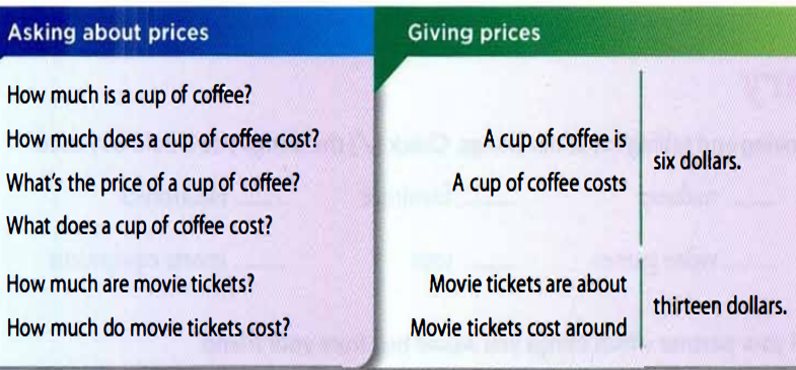 Asking about prices
How much is a cup of coffee?
How much does a cup of coffee cost?
What's the price of a cup of coffee?
What does a cup of coffee cost?
How much are movie tickets?
How much do movie tickets cost?
Giving prices
A cup of coffee is
A cup of coffee costs
six dollars.
Movie tickets are about
Movie tickets cost around
thirteen dollars.